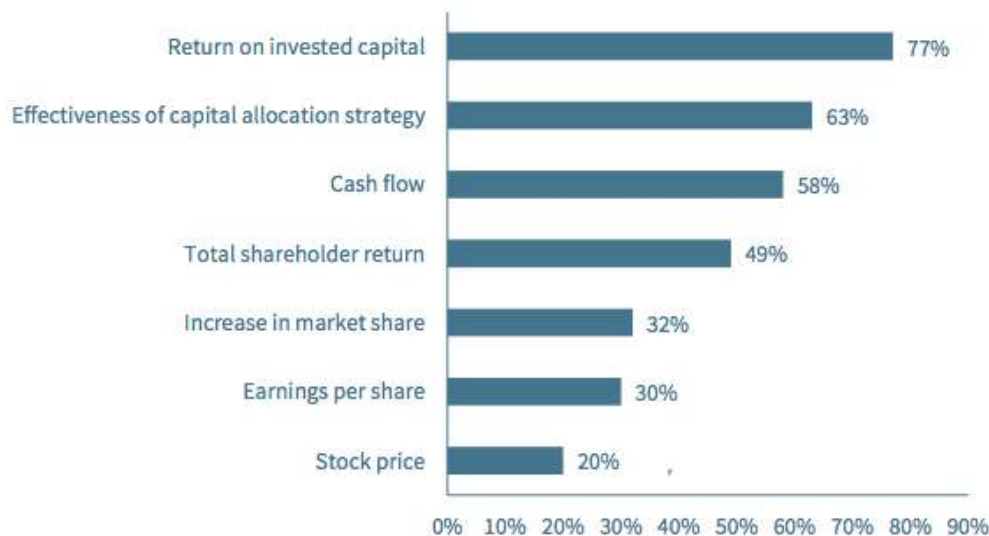 Return on invested capital 77%
Effectiveness of capital allocation strategy 63%
Cash flow 58%
Total shareholder return 49%
Increase in market share 32%
Earnings per share 30%
Stock price 20% ,
0% 10% 20% 30% 40% 50% 60% 70% 80% 90%